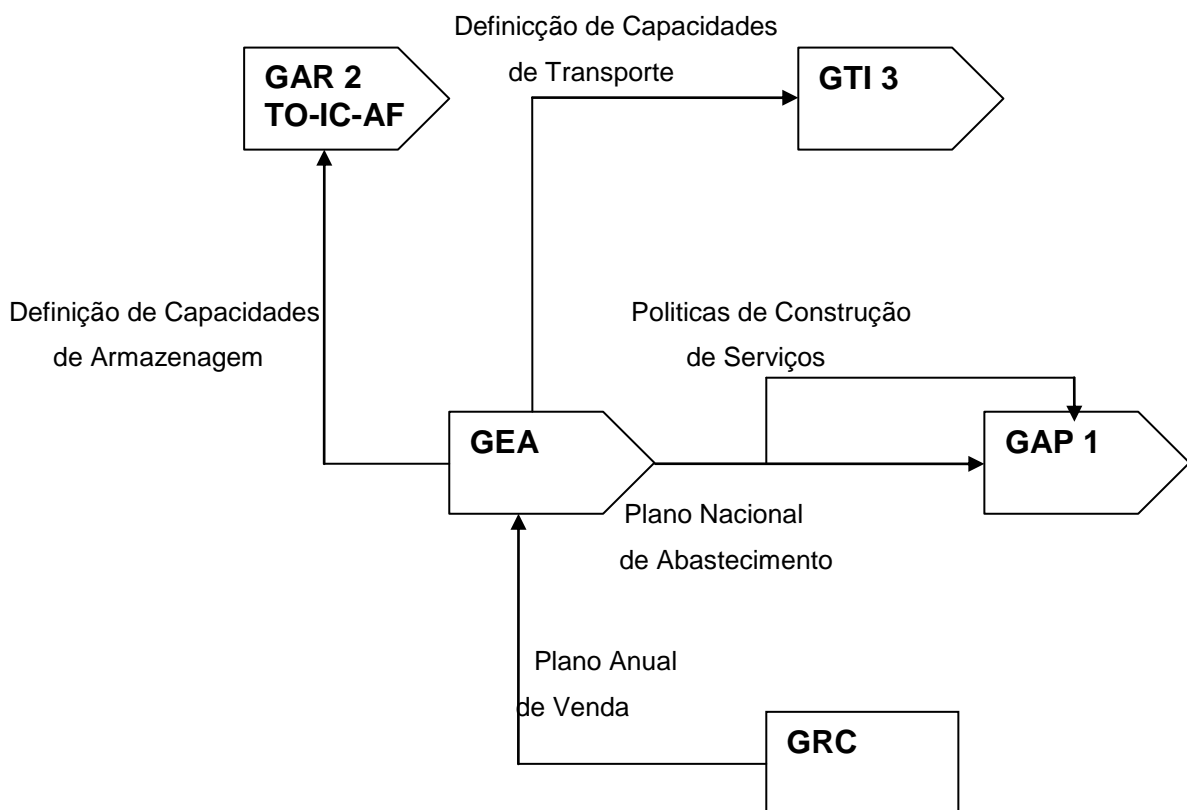 Definicção de Capacidades
de Transporte
GAR 2
TO-IC-AF
GTI 3
Definição de Capacidades
de Armazenagem
Politicas de Construção
de Serviços
GEA
GAP 1
Plano Nacional
de Abastecimento
Plano Anual
de Venda
GRC